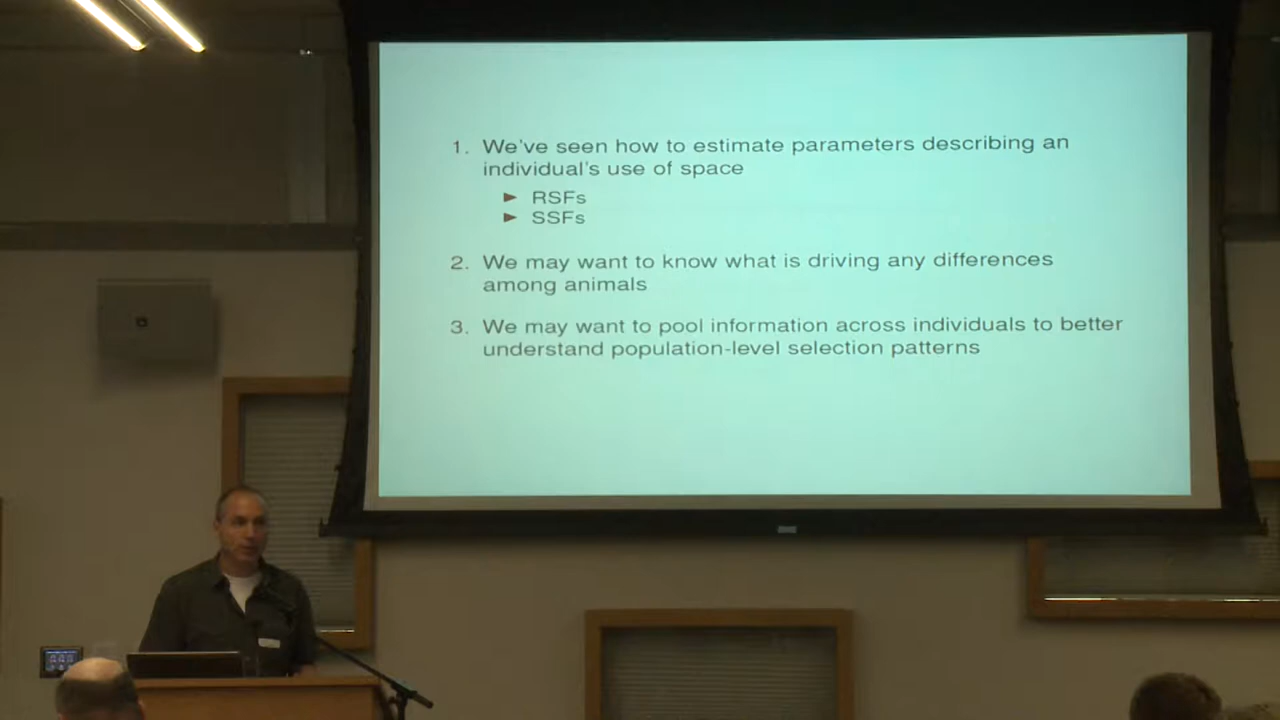 1. We've seen how to estimate parameters describing an
individual's use of space
► RSFs
► SSFs
2. We may want to know what is driving any differences
among animals
3. We may want to pool information across individuals to better
understand population-level selection patterns